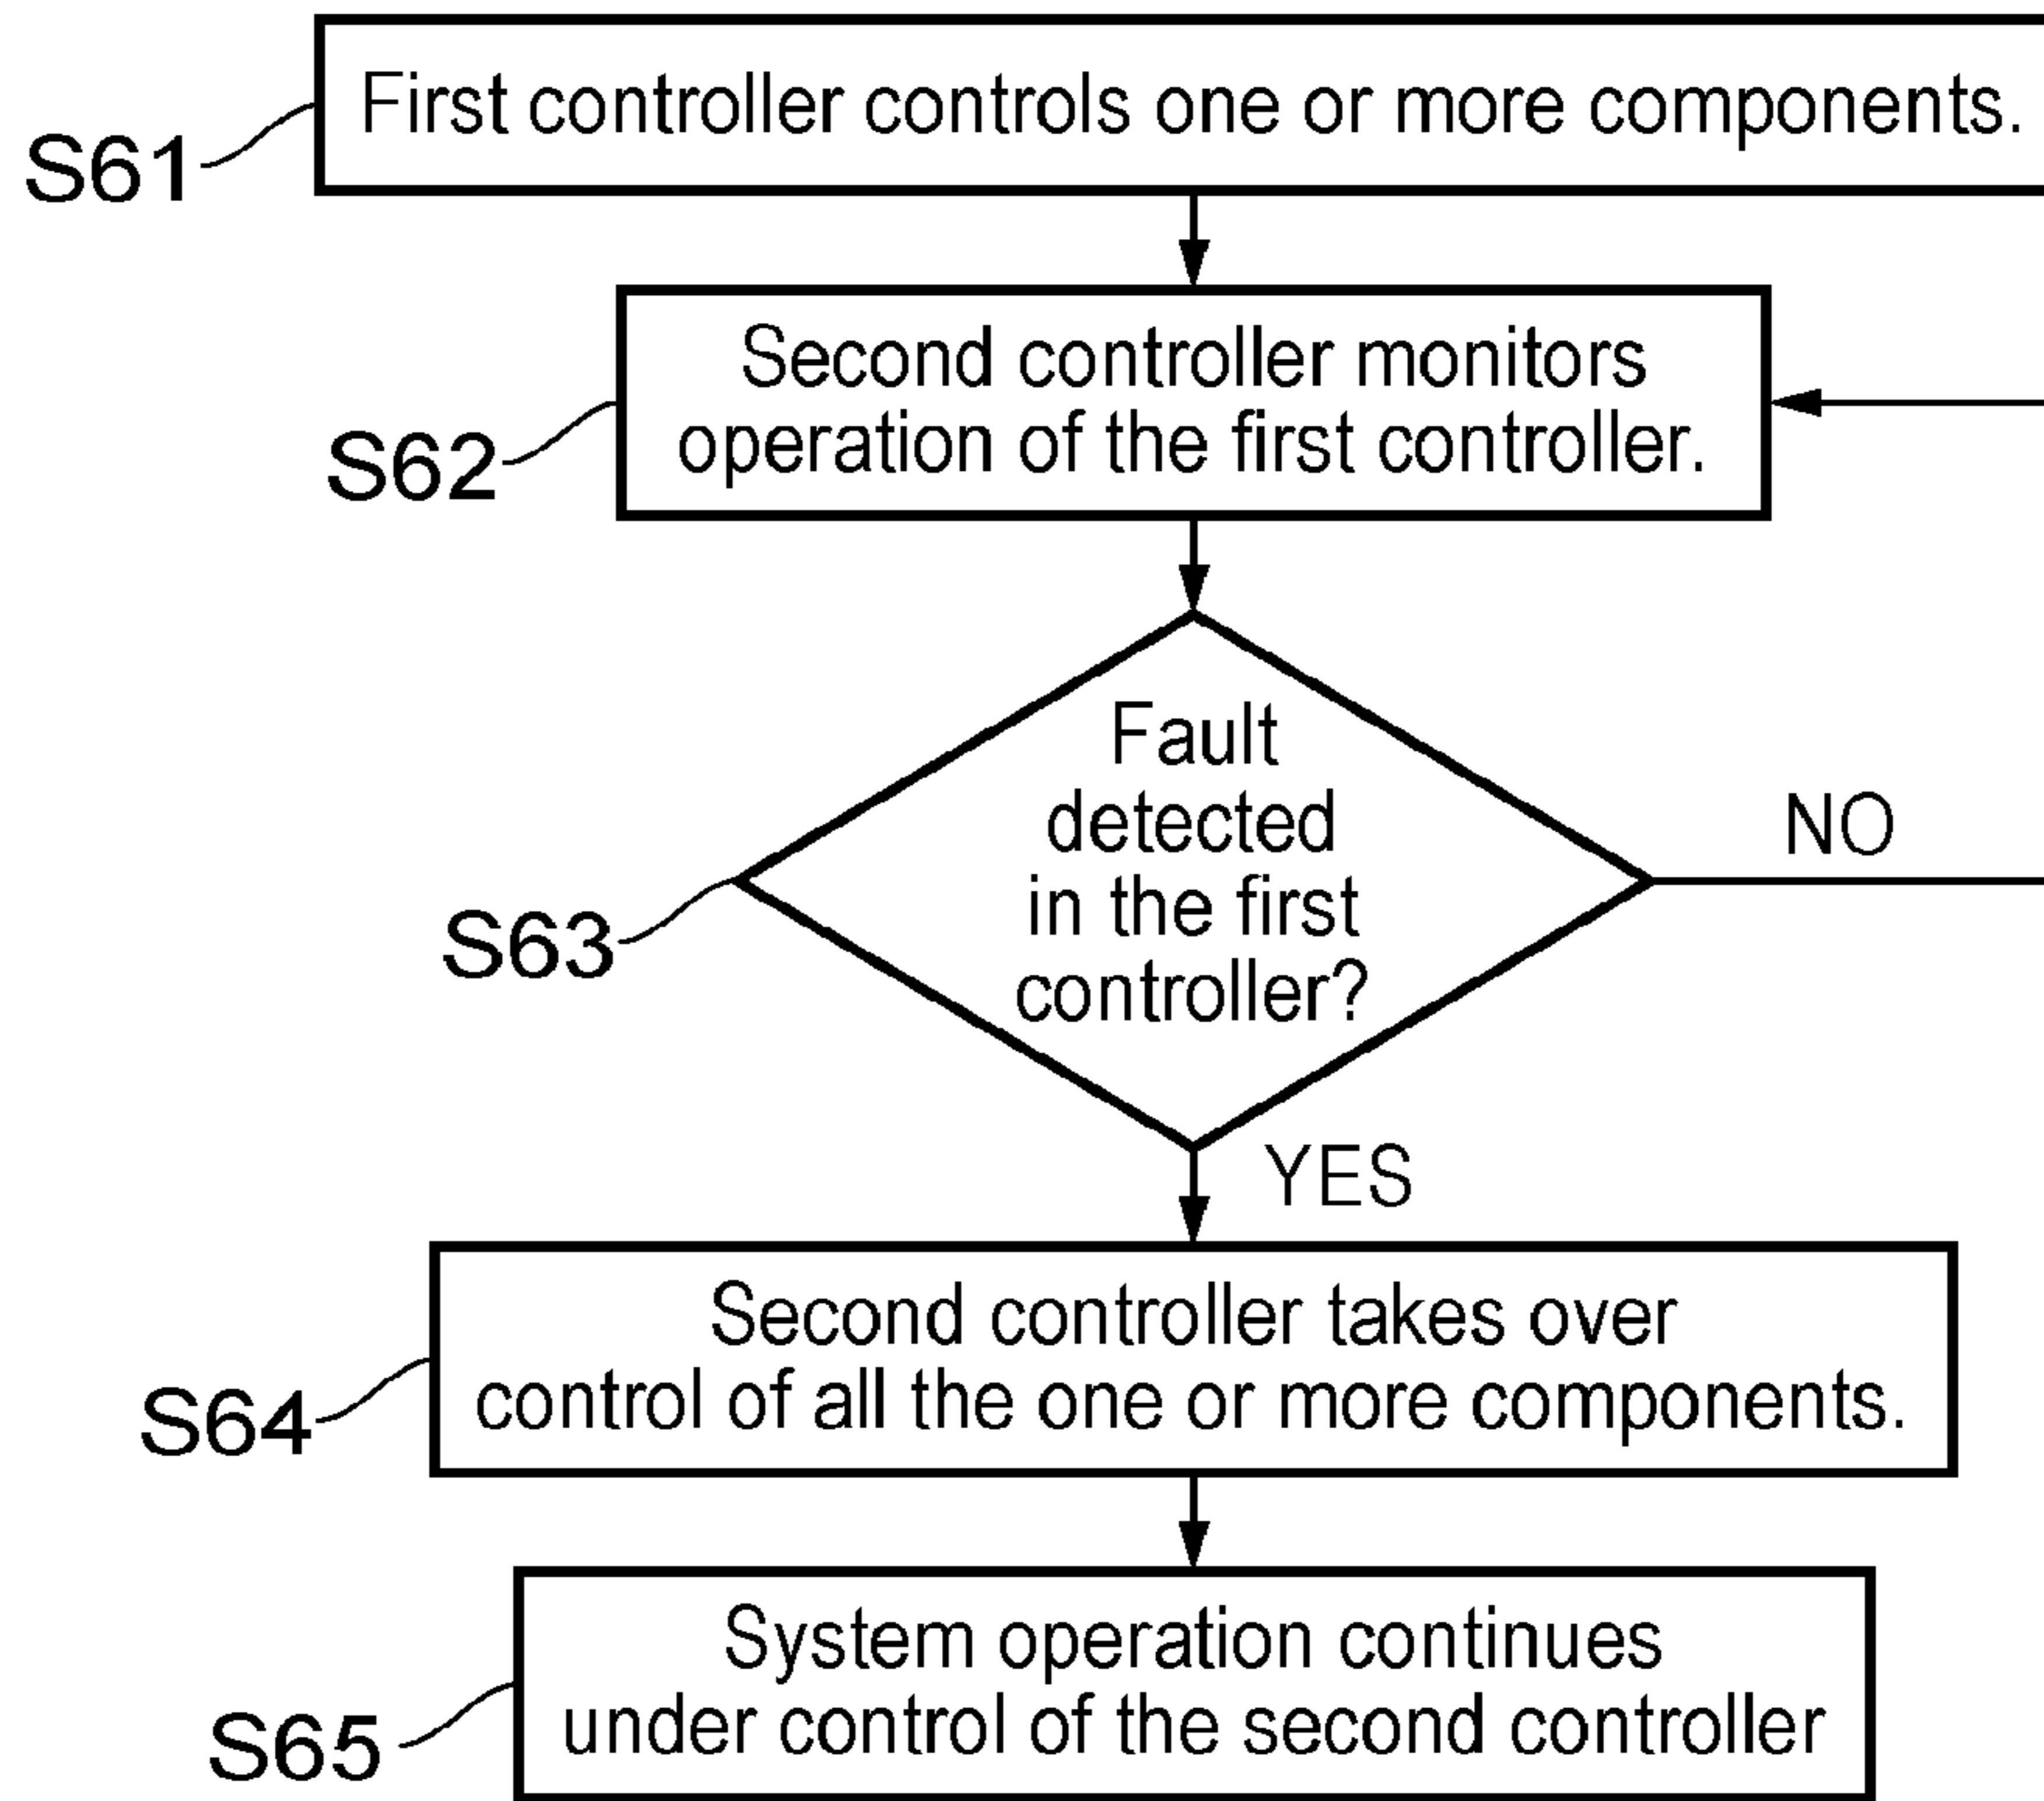 First controller controls one or more components.
S61
Second controller monitors
operation of the first controller.
S62
Fault
detected
in the first
controller?
NO
S63
YES
Second controller takes over
control of all the one or more components.
S64
System operation continues
under control of the second controller
S65